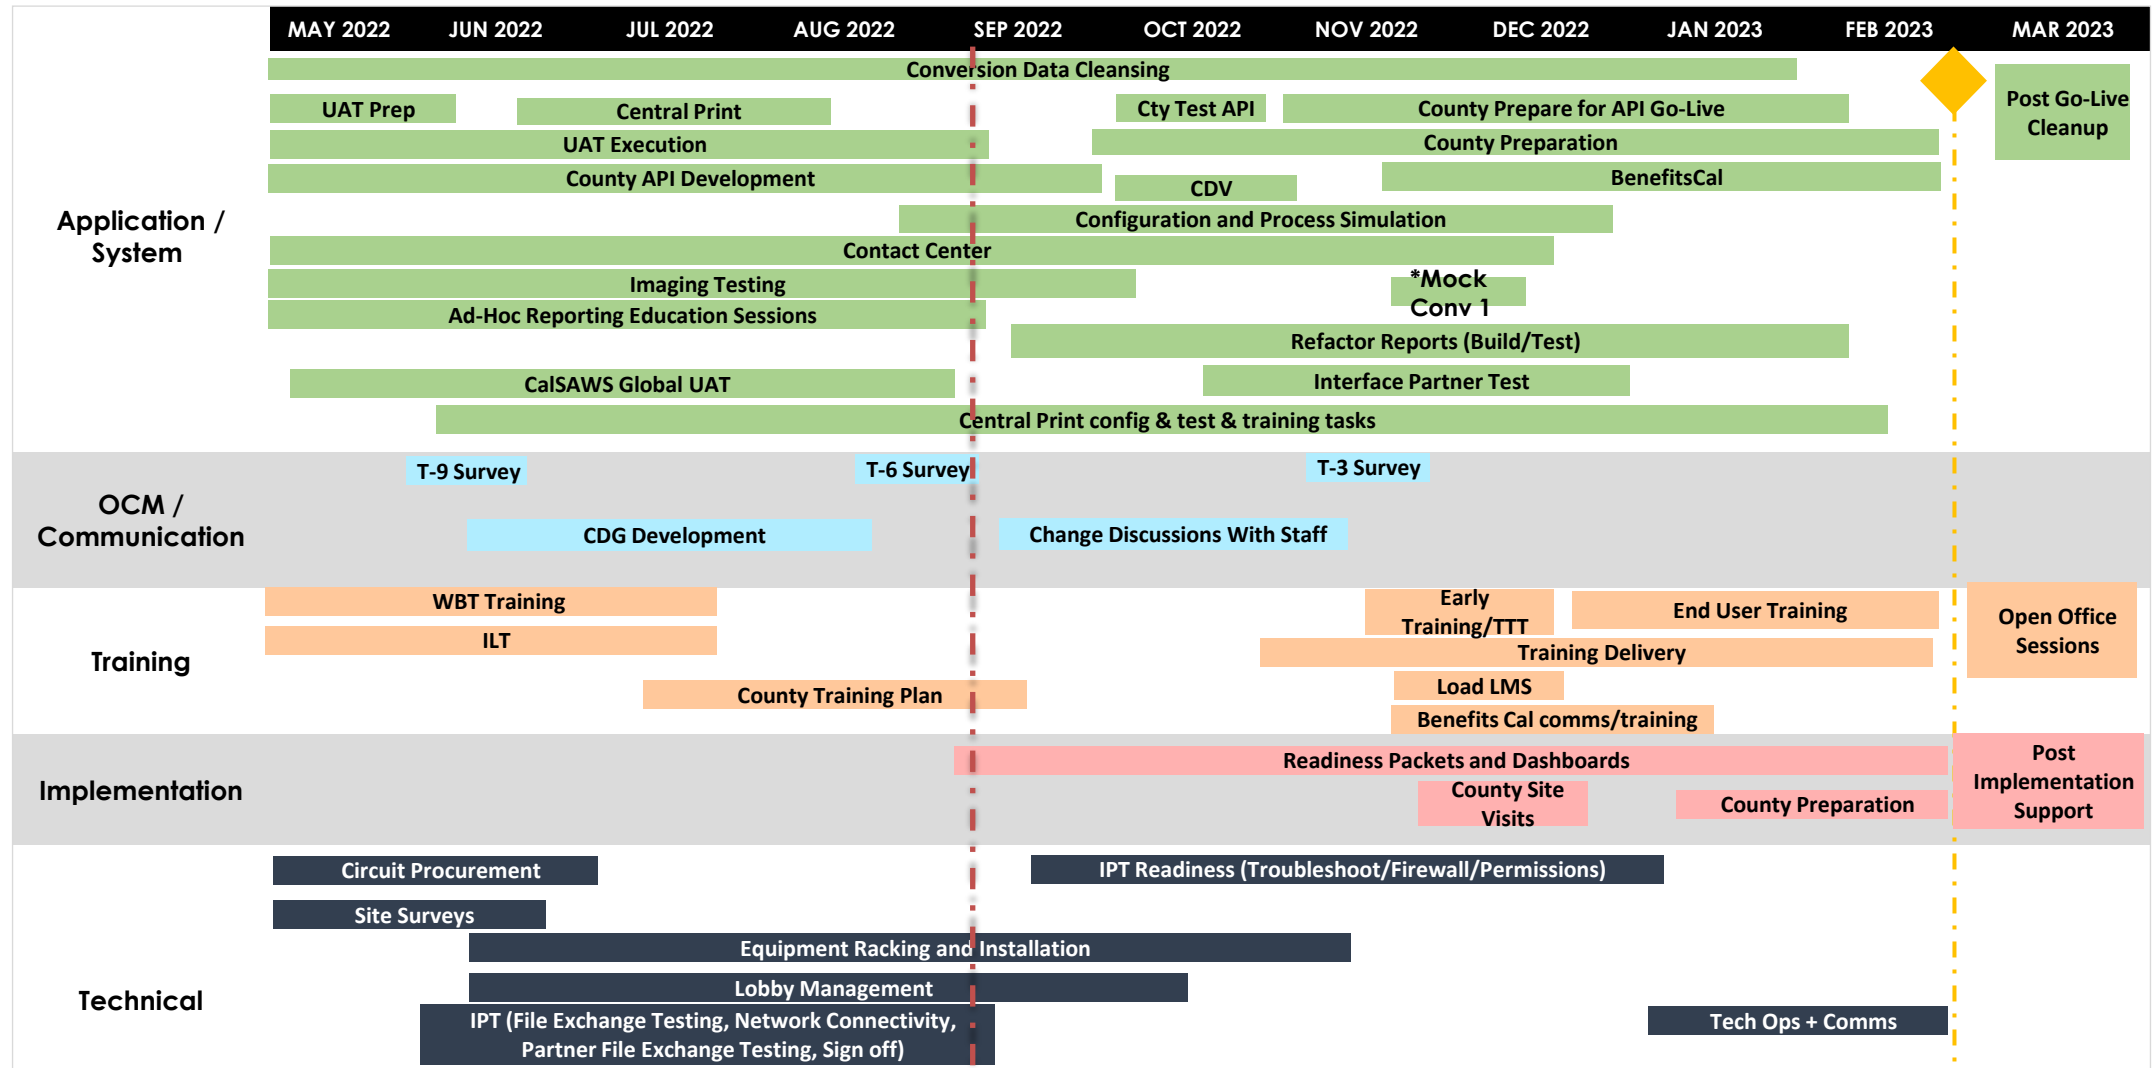 MAY 2022 JUN 2022 JUL 2022 AUG 2022 SEP 2022 OCT 2022 NOV 2022 DEC 2022 JAN 2023 FEB 2023 MAR 2023
Application /
System
Conversion Data Cleansing
UAT Prep
Central Print
Cty Test API
County Prepare for API Go-Live
Post Go-Live
Cleanup
UAT Execution
County Preparation
County API Development
CDV
BenefitsCal
Configuration and Process Simulation
Contact Center
Imaging Testing
*Mock
Conv 1
Ad-Hoc Reporting Education Sessions
Refactor Reports (Build/Test)
CalSAWS Global UAT
Interface Partner Test
Central Print config & test & training tasks
OCM /
Communication
T-9 Survey
T-6 Survey
T-3 Survey
CDG Development
Change Discussions With Staff
Training
WBT Training
Early
Training/TTT
End User Training
Open Office
Sessions
ILT
Training Delivery
County Training Plan
Load LMS
Benefits Cal comms/training
Implementation
Readiness Packets and Dashboards
County Site
Visits
County Preparation
Post
Implementation
Support
Technical
Circuit Procurement
IPT Readiness (Troubleshoot/Firewall/Permissions)
Site Surveys
Equipment Racking and Installation
Lobby Management
IPT (File Exchange Testing, Network Connectivity,
Partner File Exchange Testing, Sign off)
Tech Ops + Comms